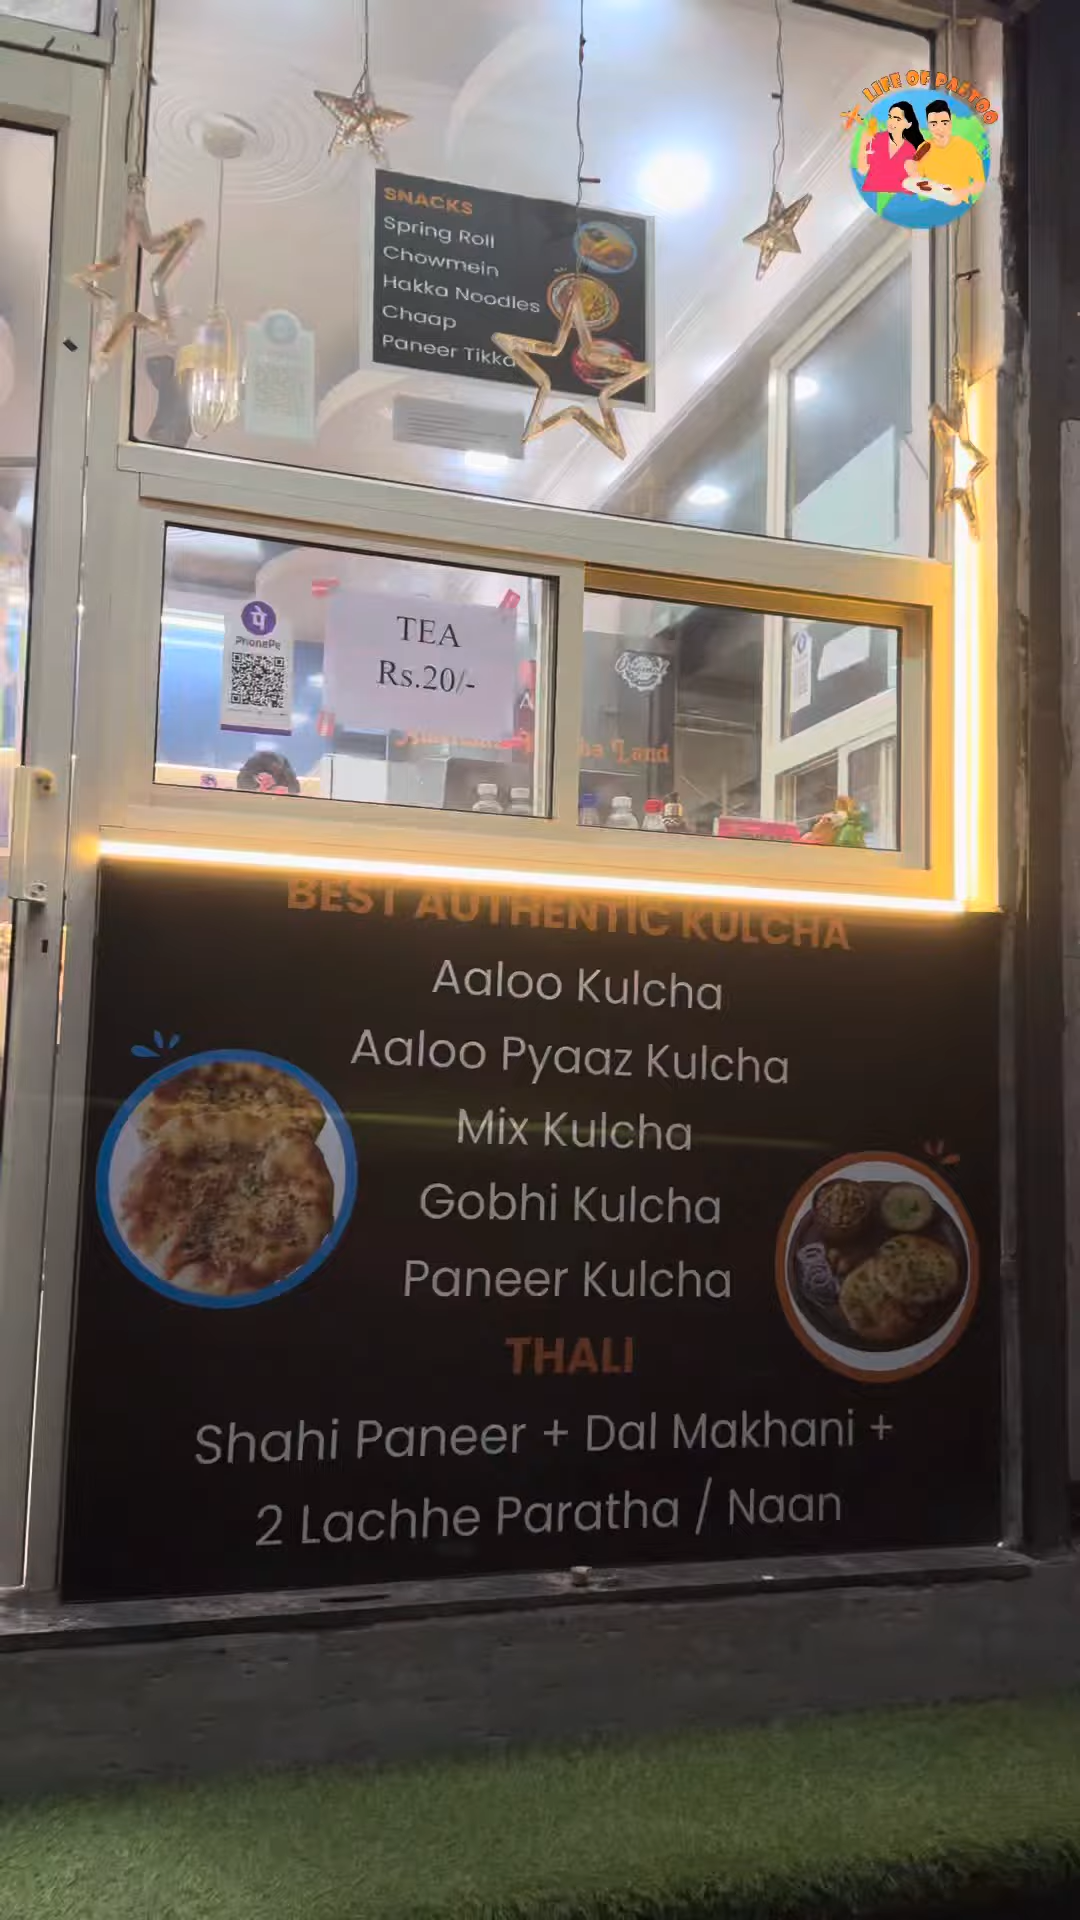 LIFE OF PAETOO
SNACKS
Spring Roll
Chowmein
Hakka Noodles
Chaap
Paneer Tikka
PhonePe
TEA
Rs.20/-
Land
BEST AUTHENTIC KULCHA
Aaloo Kulcha
Aaloo Pyaaz Kulcha
Mix Kulcha
Gobhi Kulcha
Paneer Kulcha
THALI
Shahi Paneer + Dal Makhani +
2 Lachhe Paratha / Naan